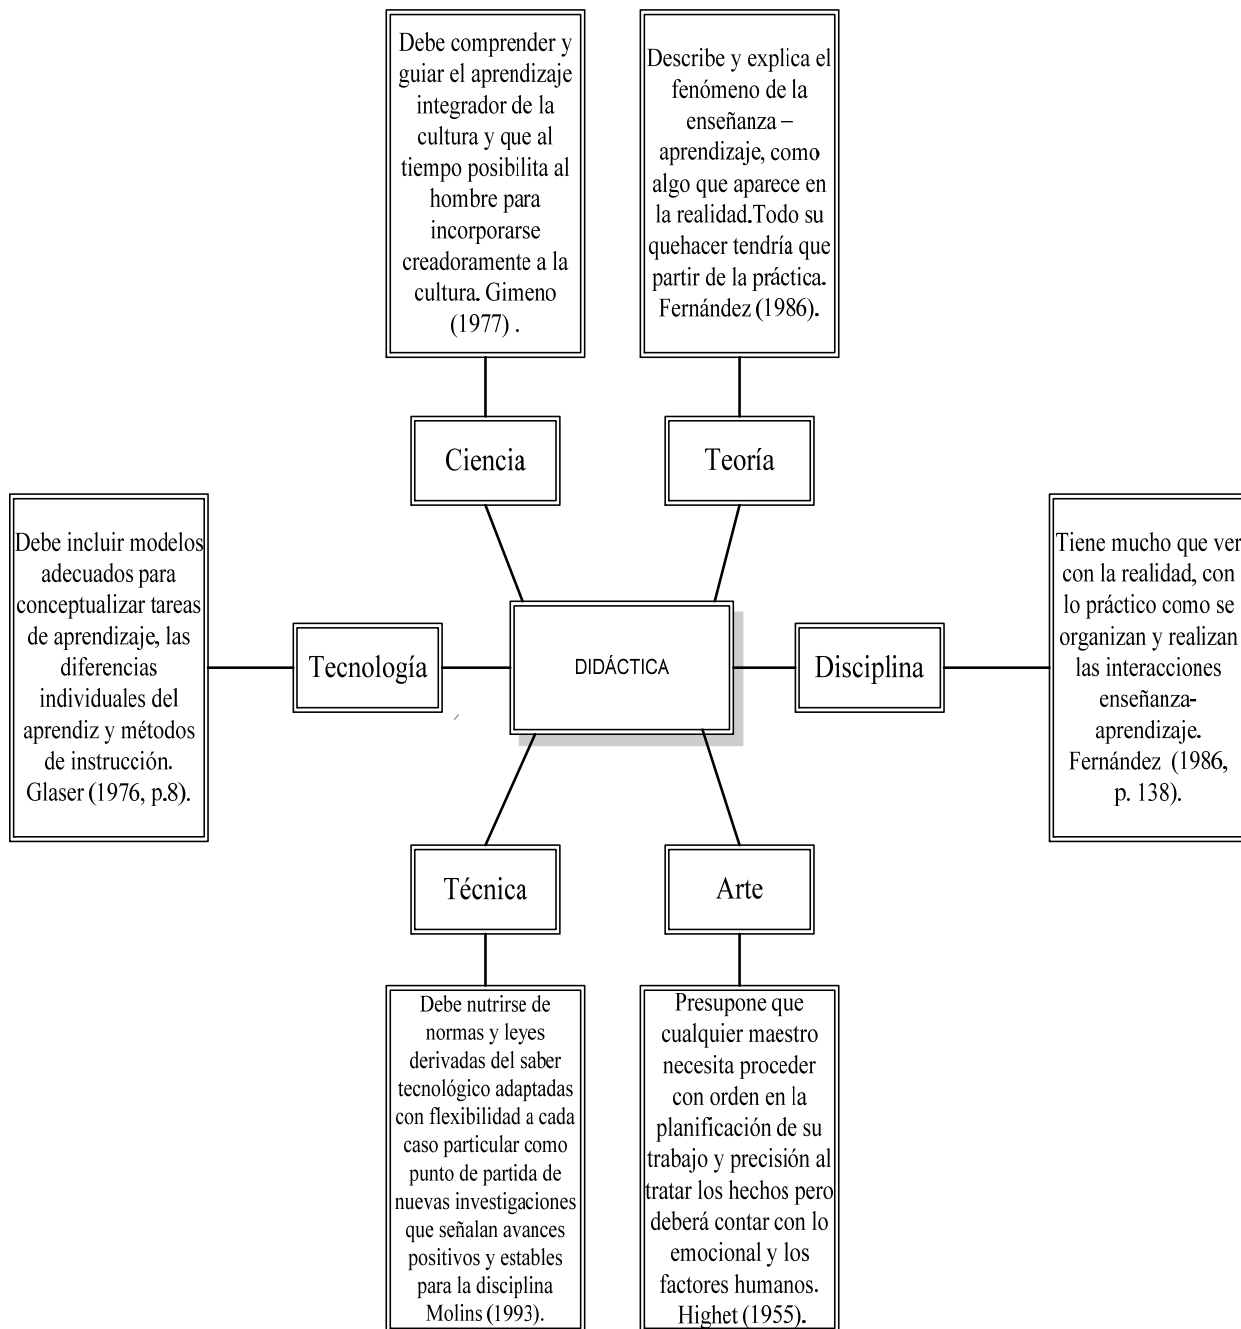 Debe comprender y
guiar el aprendizaje
integrador de la
cultura y que al
tiempo posibilita al
hombre para
incorporarse
creadoramente a la
cultura. Gimeno
(1977) .
Describe y explica el
fenómeno de la
enseñanza –
aprendizaje, como
algo que aparece en
la realidad.Todo su
quehacer tendría que
partir de la práctica.
Fernández (1986).
Ciencia
Teoría
Debe incluir modelos
adecuados para
conceptualizar tareas
de aprendizaje, las
diferencias
individuales del
aprendiz y métodos
de instrucción.
Glaser (1976, p.8).
Tecnología
DIDÁCTICA
Disciplina
Tiene mucho que ver
con la realidad, con
lo práctico como se
organizan y realizan
las interacciones
enseñanza-
aprendizaje.
Fernández (1986,
p. 138).
Técnica
Arte
Debe nutrirse de
normas y leyes
derivadas del saber
tecnológico adaptadas
con flexibilidad a cada
caso particular como
punto de partida de
nuevas investigaciones
que señalan avances
positivos y estables
para la disciplina
Molins (1993).
Presupone que
cualquier maestro
necesita proceder
con orden en la
planificación de su
trabajo y precisión al
tratar los hechos pero
deberá contar con lo
emocional y los
factores humanos.
Highet (1955).